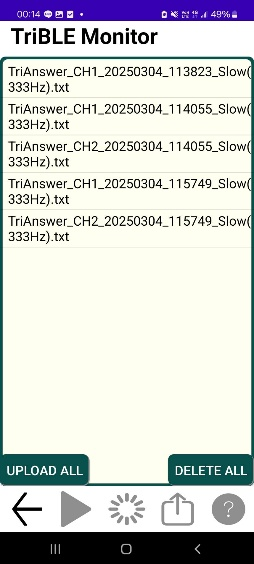 00:14
49%
TriBLE Monitor
TriAnswer_CH1_20250304_113823_Slow(
333Hz).txt
TriAnswer_CH1_20250304_114055_Slow(
333Hz).txt
TriAnswer_CH2_20250304_114055_Slow(
333Hz).txt
TriAnswer_CH1_20250304_115749_Slow(
333Hz).txt
TriAnswer_CH2_20250304_115749_Slow(
333Hz).txt
UPLOAD ALL
DELETE ALL
?